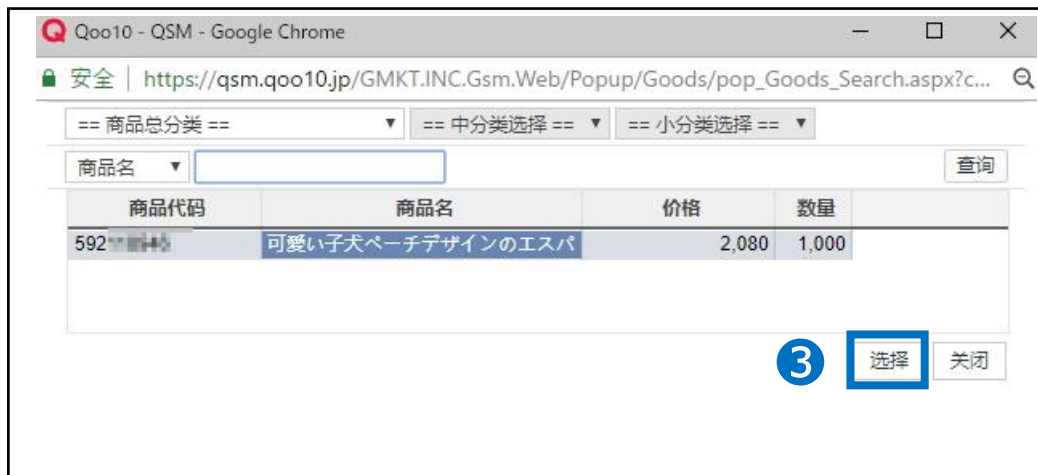 Qoo10 - QSM - Google Chrome
安全 | https://qsm.qoo10.jp/GMKT.INC.Gsm.Web/Popup/Goods/pop_Goods_Search.aspx?c...
== 商品总分类 == == 中分类选择 == == 小分类选择 ==
商品名 查询
商品代码 商品名 价格 数量
592 可愛い子犬ペーチデザインのエスパ 2,080 1,000
3 选择 关闭